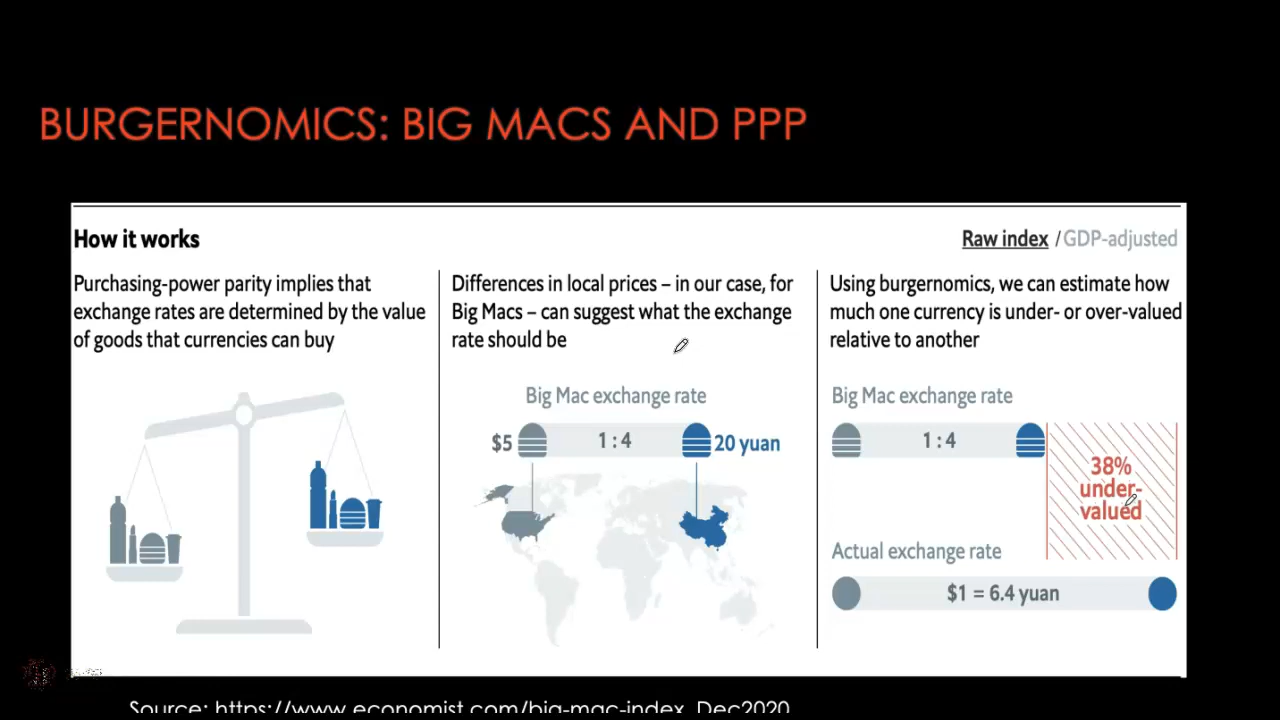 BURGERNOMICS: BIG MACS AND PPP
How it works
Raw index / GDP-adjusted
Purchasing-power parity implies that
exchange rates are determined by the value
of goods that currencies can buy
Differences in local prices – in our case, for
Big Macs – can suggest what the exchange
rate should be
Big Mac exchange rate
$5
1 : 4
20 yuan
Using burgernomics, we can estimate how
much one currency is under- or over-valued
relative to another
Big Mac exchange rate
1 : 4
38%
under-
valued
Actual exchange rate
$1 = 6.4 yuan
Source: https://www.economist.com/big-mac-index, Dec2020